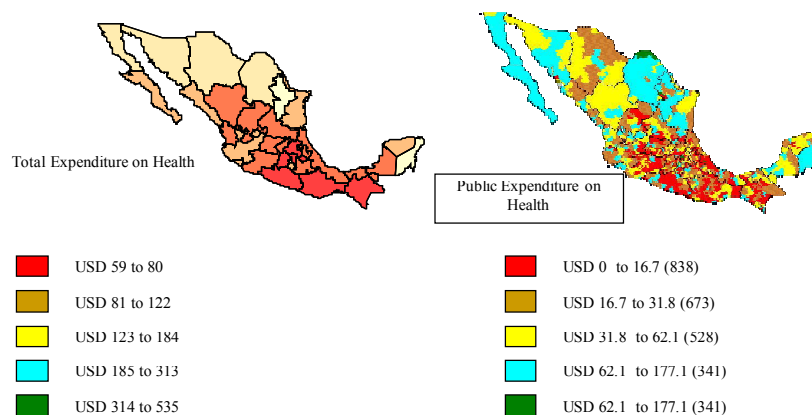 Total Expenditure on Health
Public Expenditure on
Health
USD 59 to 80
USD 81 to 122
USD 123 to 184
USD 185 to 313
USD 314 to 535
USD 0 to 16.7 (838)
USD 16.7 to 31.8 (673)
USD 31.8 to 62.1 (528)
USD 62.1 to 177.1 (341)
USD 62.1 to 177.1 (341)